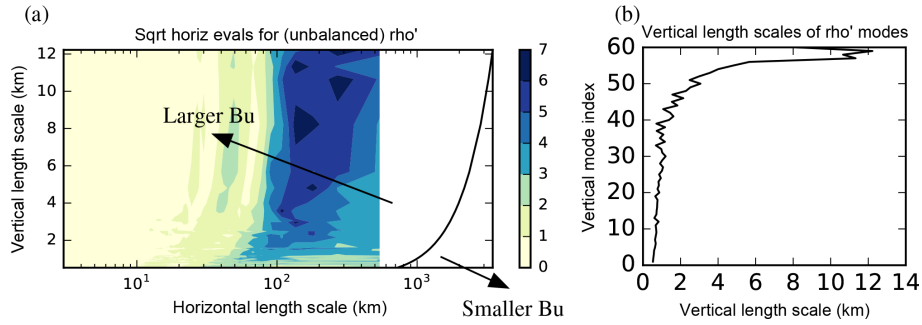 (a)
Sqrt horiz evals for (unbalanced) rho'
Vertical length scale (km)
12
10
8
6
4
2
Larger Bu
10¹
10²
10³
Horizontal length scale (km)
Smaller Bu
7
6
5
4
3
2
1
0
(b)
Vertical length scales of rho' modes
Vertical mode index
60
50
40
30
20
10
0
0 2 4 6 8 10 12 14
Vertical length scale (km)